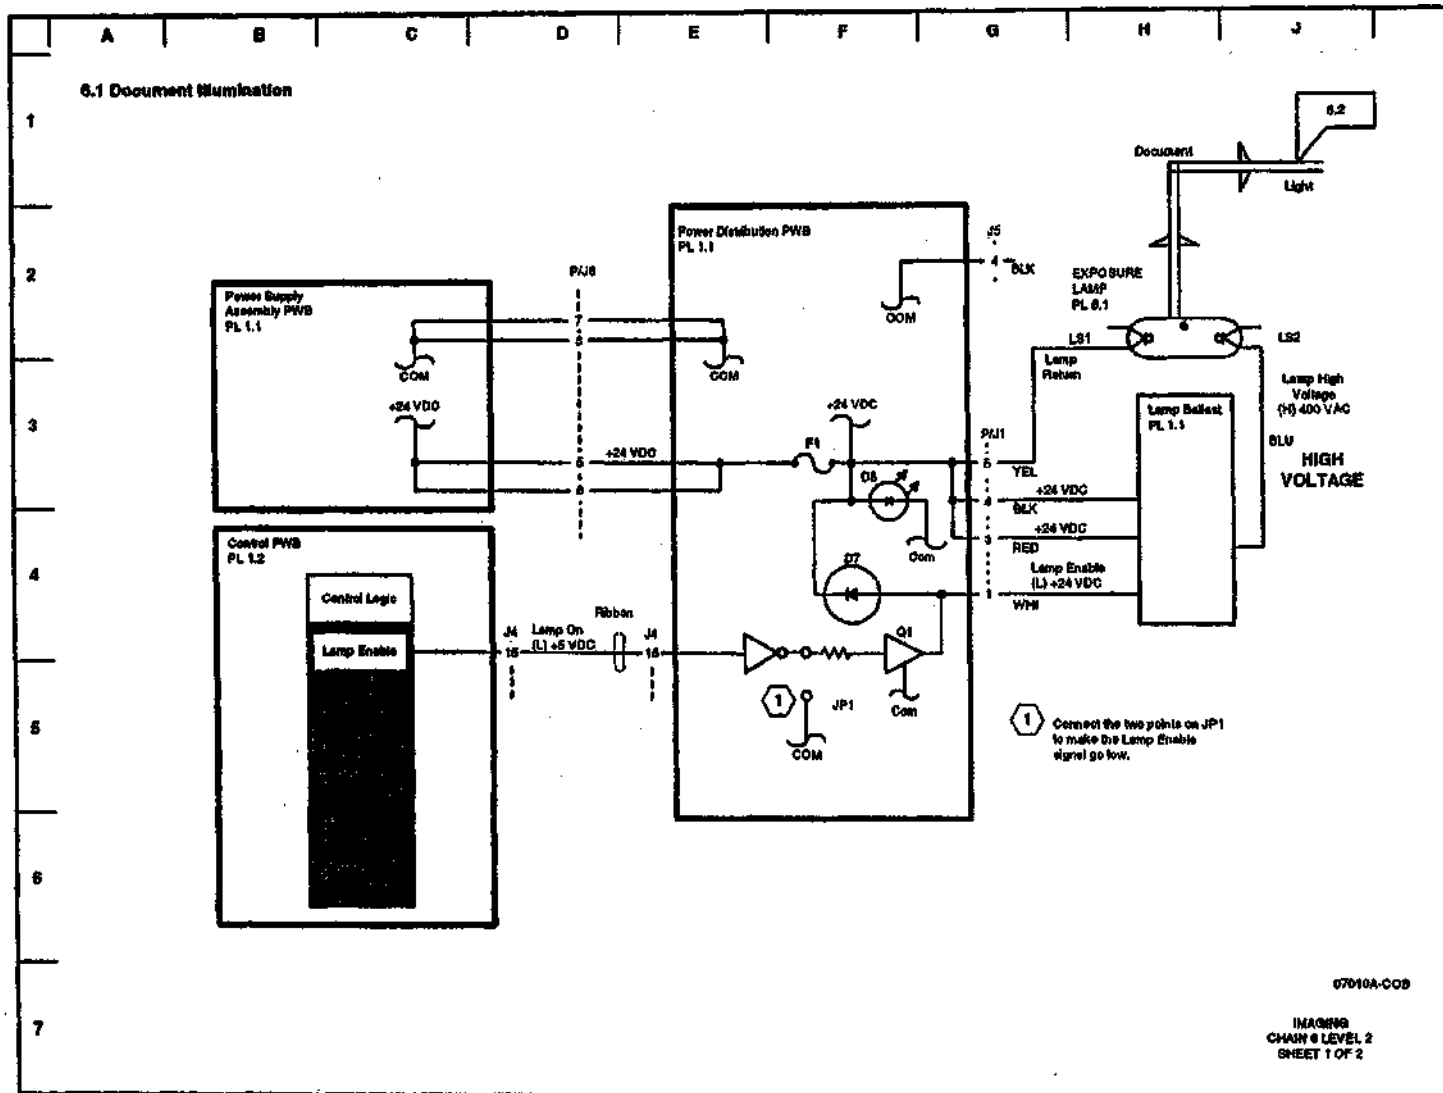 A B C D E F G H J
6.1 Document Illumination
1
2
3
4
5
6
7
6.2
Document
Light
Power Distribution PWB
PL 1.1
J5
4
BLK
COM
P/J6
Power Supply
Assembly PWB
PL 1.1
7
COM
COM
+24 VDC
5
+24 VDC
EXPOSURE
LAMP
PL 6.1
LS1
LS2
Lamp
Return
Lamp High
Voltage
(H) 400 VAC
BLU
HIGH
VOLTAGE
Lamp Ballast
PL 1.1
+24 VDC
F1
P/J1
5
YEL
4
+24 VDC
BLK
3
+24 VDC
RED
Com
D7
Lamp Enable
(L) +24 VDC
1
WHI
Control PWB
PL 1.2
Control Logic
Lamp Enable
J4
15
Lamp On
(L) +5 VDC
Ribbon
J4
15
Q1
Com
1
JP1
COM
1 Connect the two points on JP1
to make the Lamp Enable
signal go low.
07010A-COB
IMAGING
CHAIN 6 LEVEL 2
SHEET 1 OF 2